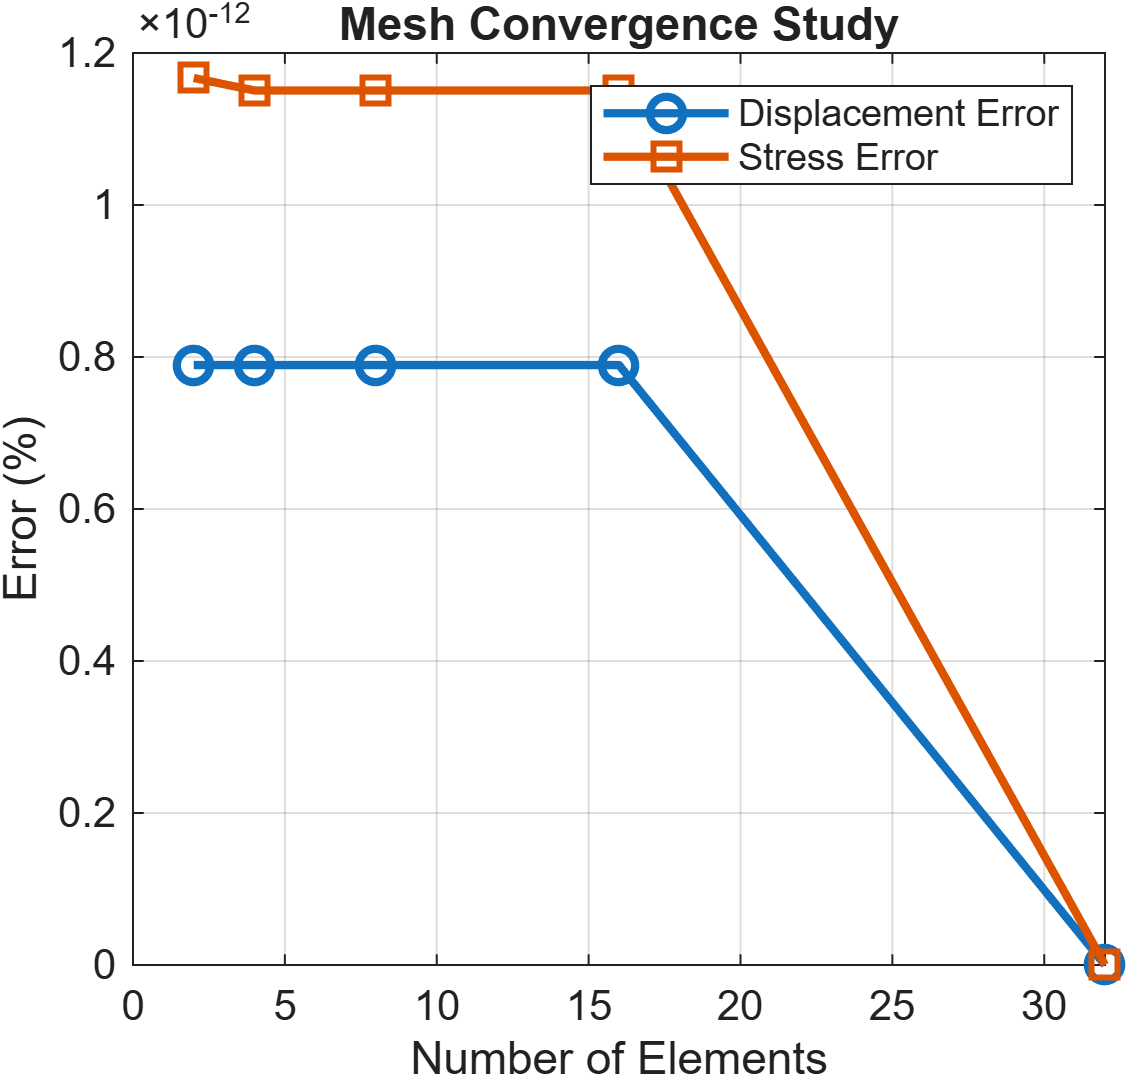 ×10-12
Mesh Convergence Study
1.2
1
0.8
0.6
0.4
0.2
0
Error (%)
Displacement Error
Stress Error
0 5 10 15 20 25 30
Number of Elements